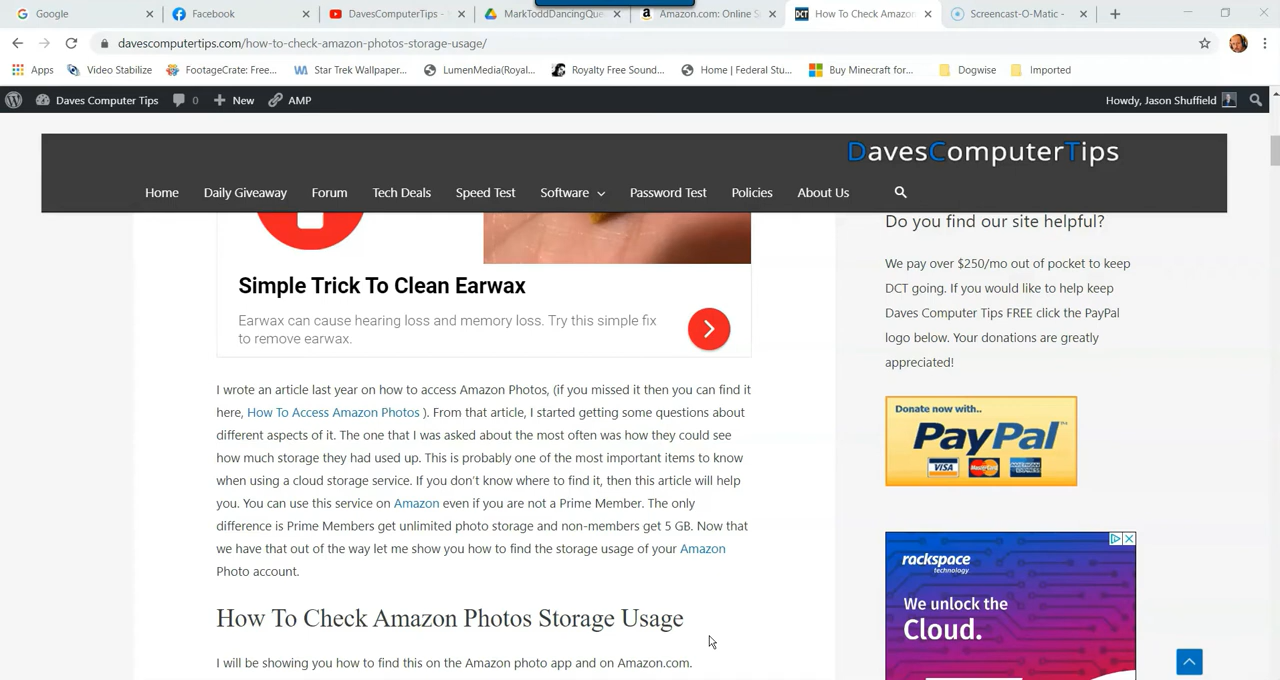 Google
Facebook
DavesComputerTips -
MarkToddDancingQue
Amazon.com: Online S
DCT
How To Check Amazon
Screencast-O-Matic -
davescomputertips.com/how-to-check-amazon-photos-storage-usage/
Apps
Video Stabilize
FootageCrate: Free...
Star Trek Wallpaper...
LumenMedia(Royal...
Royalty Free Sound...
Home | Federal Stu...
Buy Minecraft for...
Dogwise
Imported
Daves Computer Tips
0
New
AMP
Howdy, Jason Shuffield
DavesComputerTips
Home
Daily Giveaway
Forum
Tech Deals
Speed Test
Software
Password Test
Policies
About Us
Simple Trick To Clean Earwax
Earwax can cause hearing loss and memory loss. Try this simple fix
to remove earwax.
I wrote an article last year on how to access Amazon Photos, (if you missed it then you can find it
here, How To Access Amazon Photos ). From that article, I started getting some questions about
different aspects of it. The one that I was asked about the most often was how they could see
how much storage they had used up. This is probably one of the most important items to know
when using a cloud storage service. If you don't know where to find it, then this article will help
you. You can use this service on Amazon even if you are not a Prime Member. The only
difference is Prime Members get unlimited photo storage and non-members get 5 GB. Now that
we have that out of the way let me show you how to find the storage usage of your Amazon
Photo account.
How To Check Amazon Photos Storage Usage
I will be showing you how to find this on the Amazon photo app and on Amazon.com.
Do you find our site helpful?
We pay over $250/mo out of pocket to keep
DCT going. If you would like to help keep
Daves Computer Tips FREE click the PayPal
logo below. Your donations are greatly
appreciated!
Donate now with..
PayPal™
VISA
MasterCard
rackspace
technology
We unlock the
Cloud.